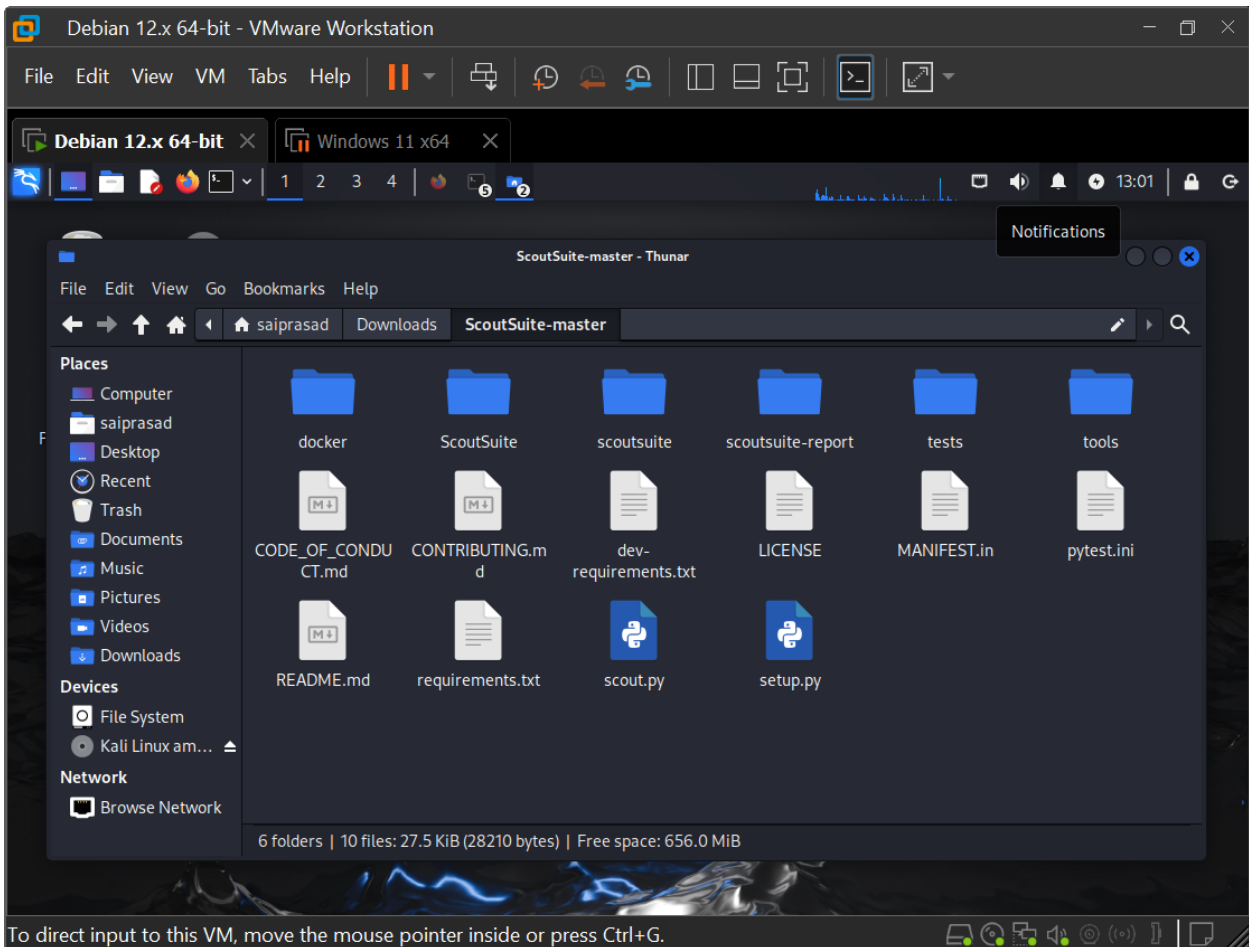 Debian 12.x 64-bit - VMware Workstation
File Edit View VM Tabs Help
Debian 12.x 64-bit Windows 11 x64
1 2 3 4 5 2 13:01
Notifications
ScoutSuite-master - Thunar
File Edit View Go Bookmarks Help
saiprasad Downloads ScoutSuite-master
Places
Computer
saiprasad
Desktop
Recent
Trash
Documents
Music
Pictures
Videos
Downloads
Devices
File System
Kali Linux am...
Network
Browse Network
F
docker ScoutSuite scoutsuite scoutsuite-report tests tools
CODE_OF_CONDU CONTRIBUTING.m dev- LICENSE MANIFEST.in pytest.ini
CT.md d requirements.txt
README.md requirements.txt scout.py setup.py
6 folders | 10 files: 27.5 KiB (28210 bytes) | Free space: 656.0 MiB
To direct input to this VM, move the mouse pointer inside or press Ctrl+G.